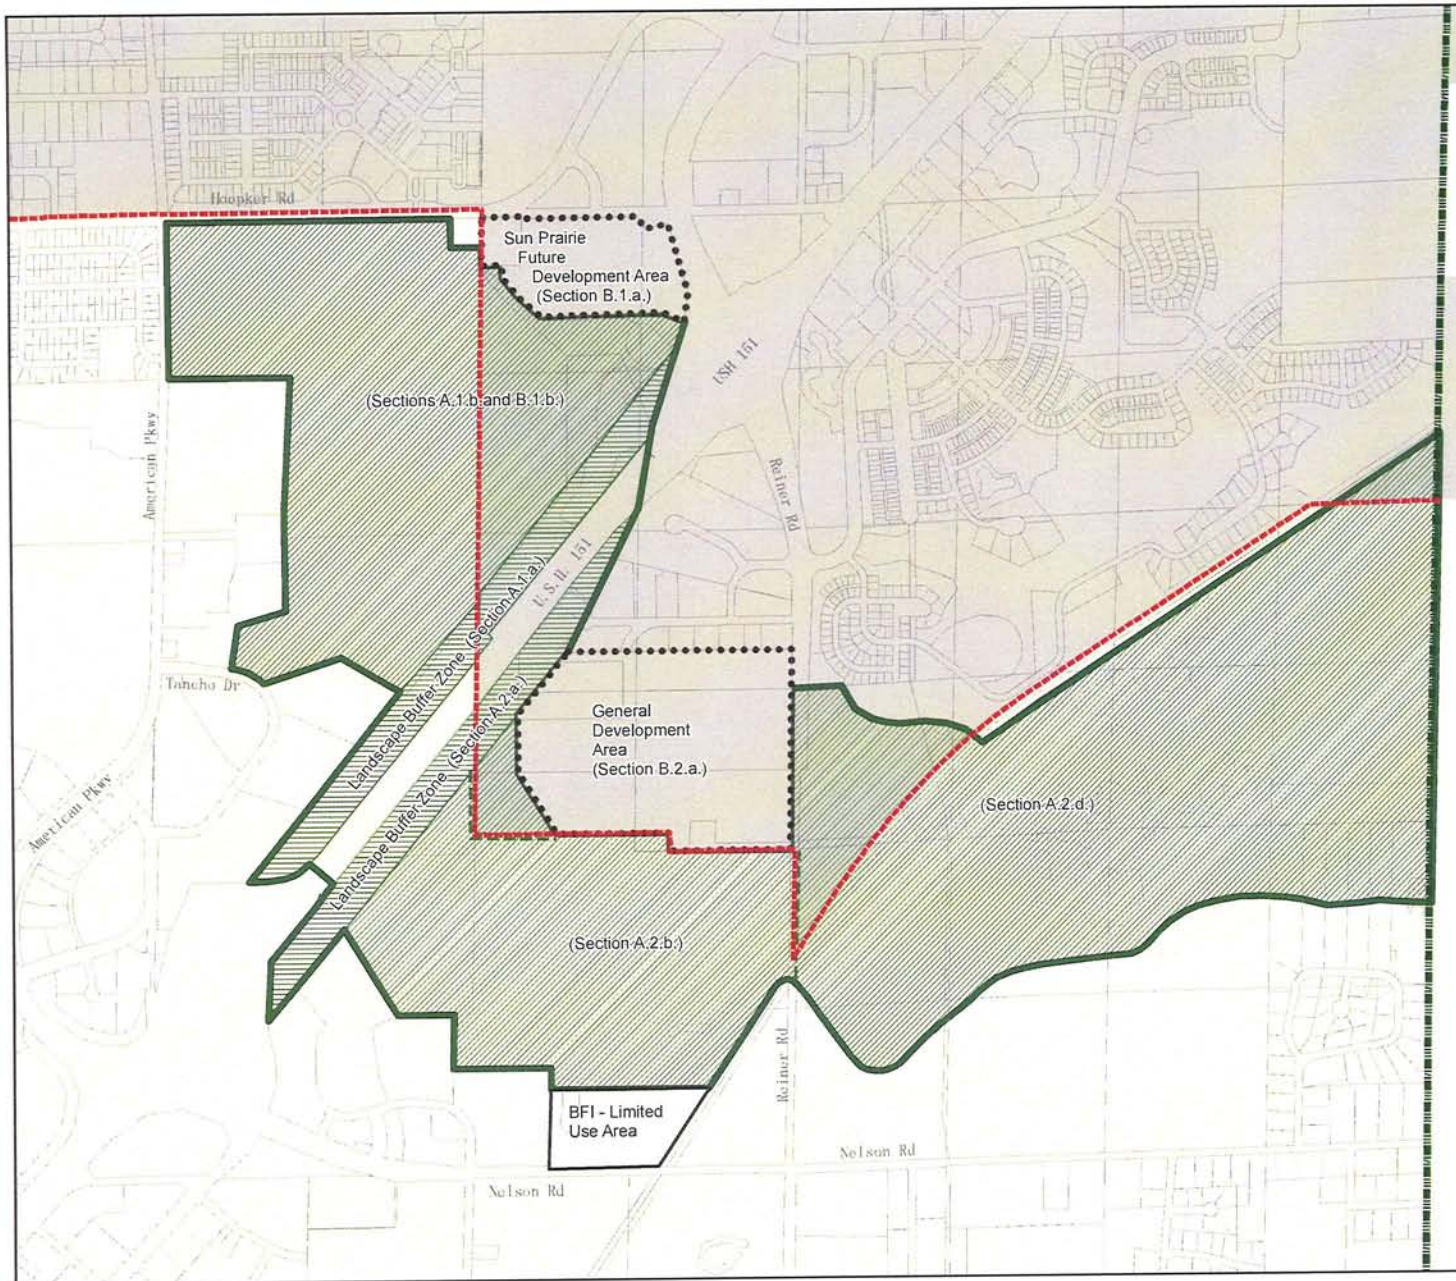 Hoepker Rd
Sun Prairie
Future
Development Area
(Section B.1.a.)
USH 151
(Sections A.1.b and B.1.b.)
American Pkwy
Reiner Rd
U.S.H. 151
Landscape Buffer Zone (Section A.1.a.)
Landscape Buffer Zone (Section A.2.a.)
Tancho Dr
General
Development
Area
(Section B.2.a.)
American Pkwy
(Section A.2.d.)
(Section A.2.b.)
Reiner Rd
BFI - Limited
Use Area
Nelson Rd
Nelson Rd